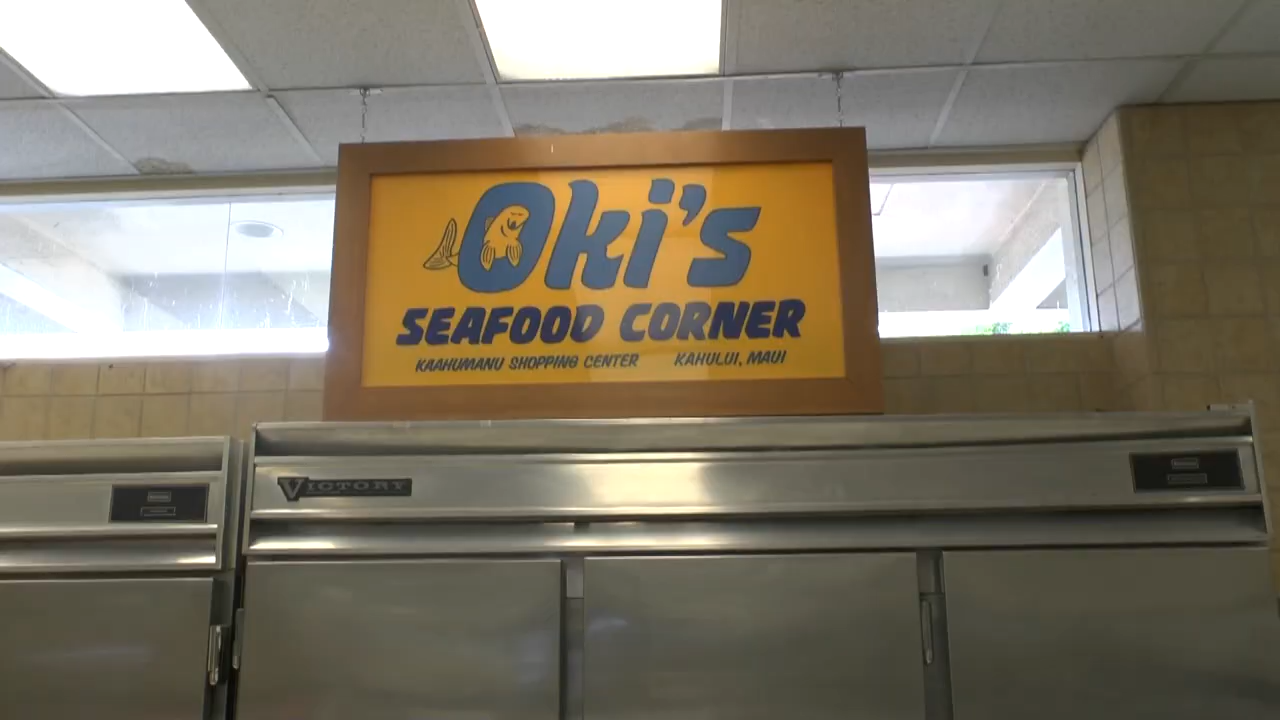 Oki's
SEAFOOD CORNER
KAAHUMANU SHOPPING CENTER KAHULUI, MAUI
VICTORY